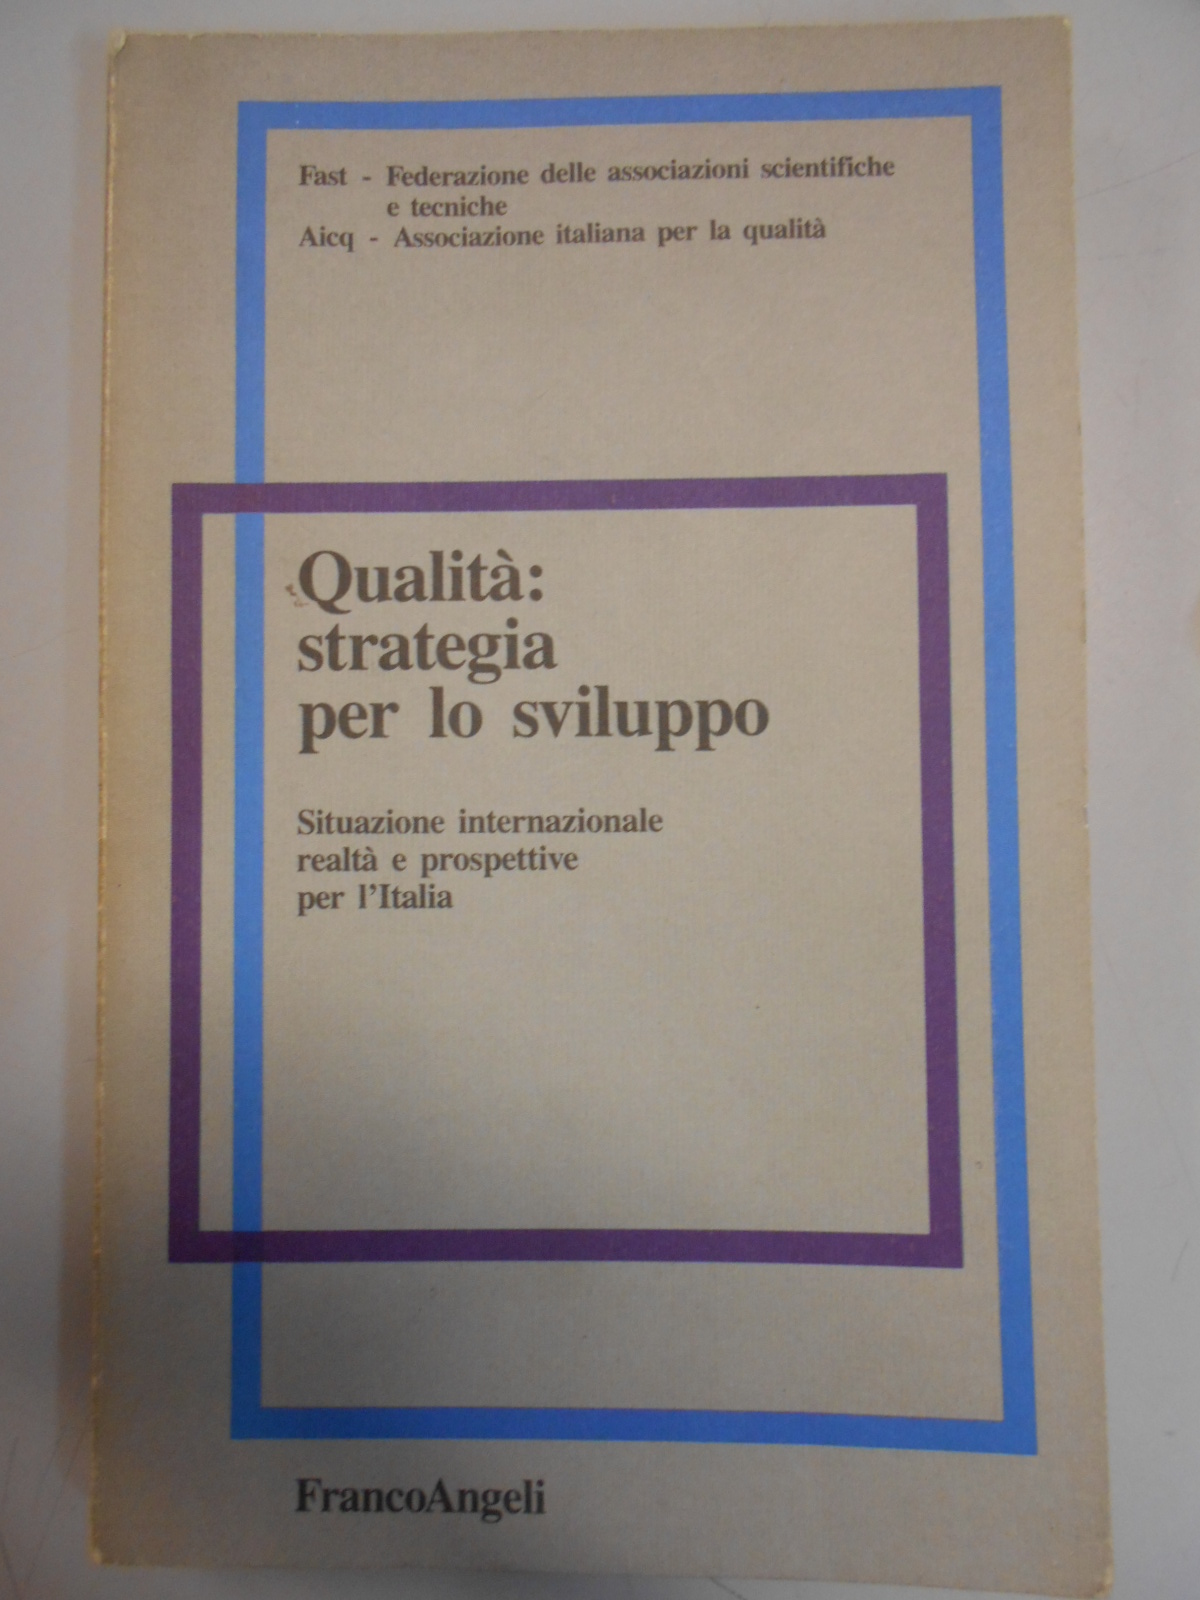 Fast - Federazione delle associazioni scientifiche
e tecniche
Aicq - Associazione italiana per la qualità
Qualità:
strategia
per lo sviluppo
Situazione internazionale
realtà e prospettive
per l'Italia
FrancoAngeli